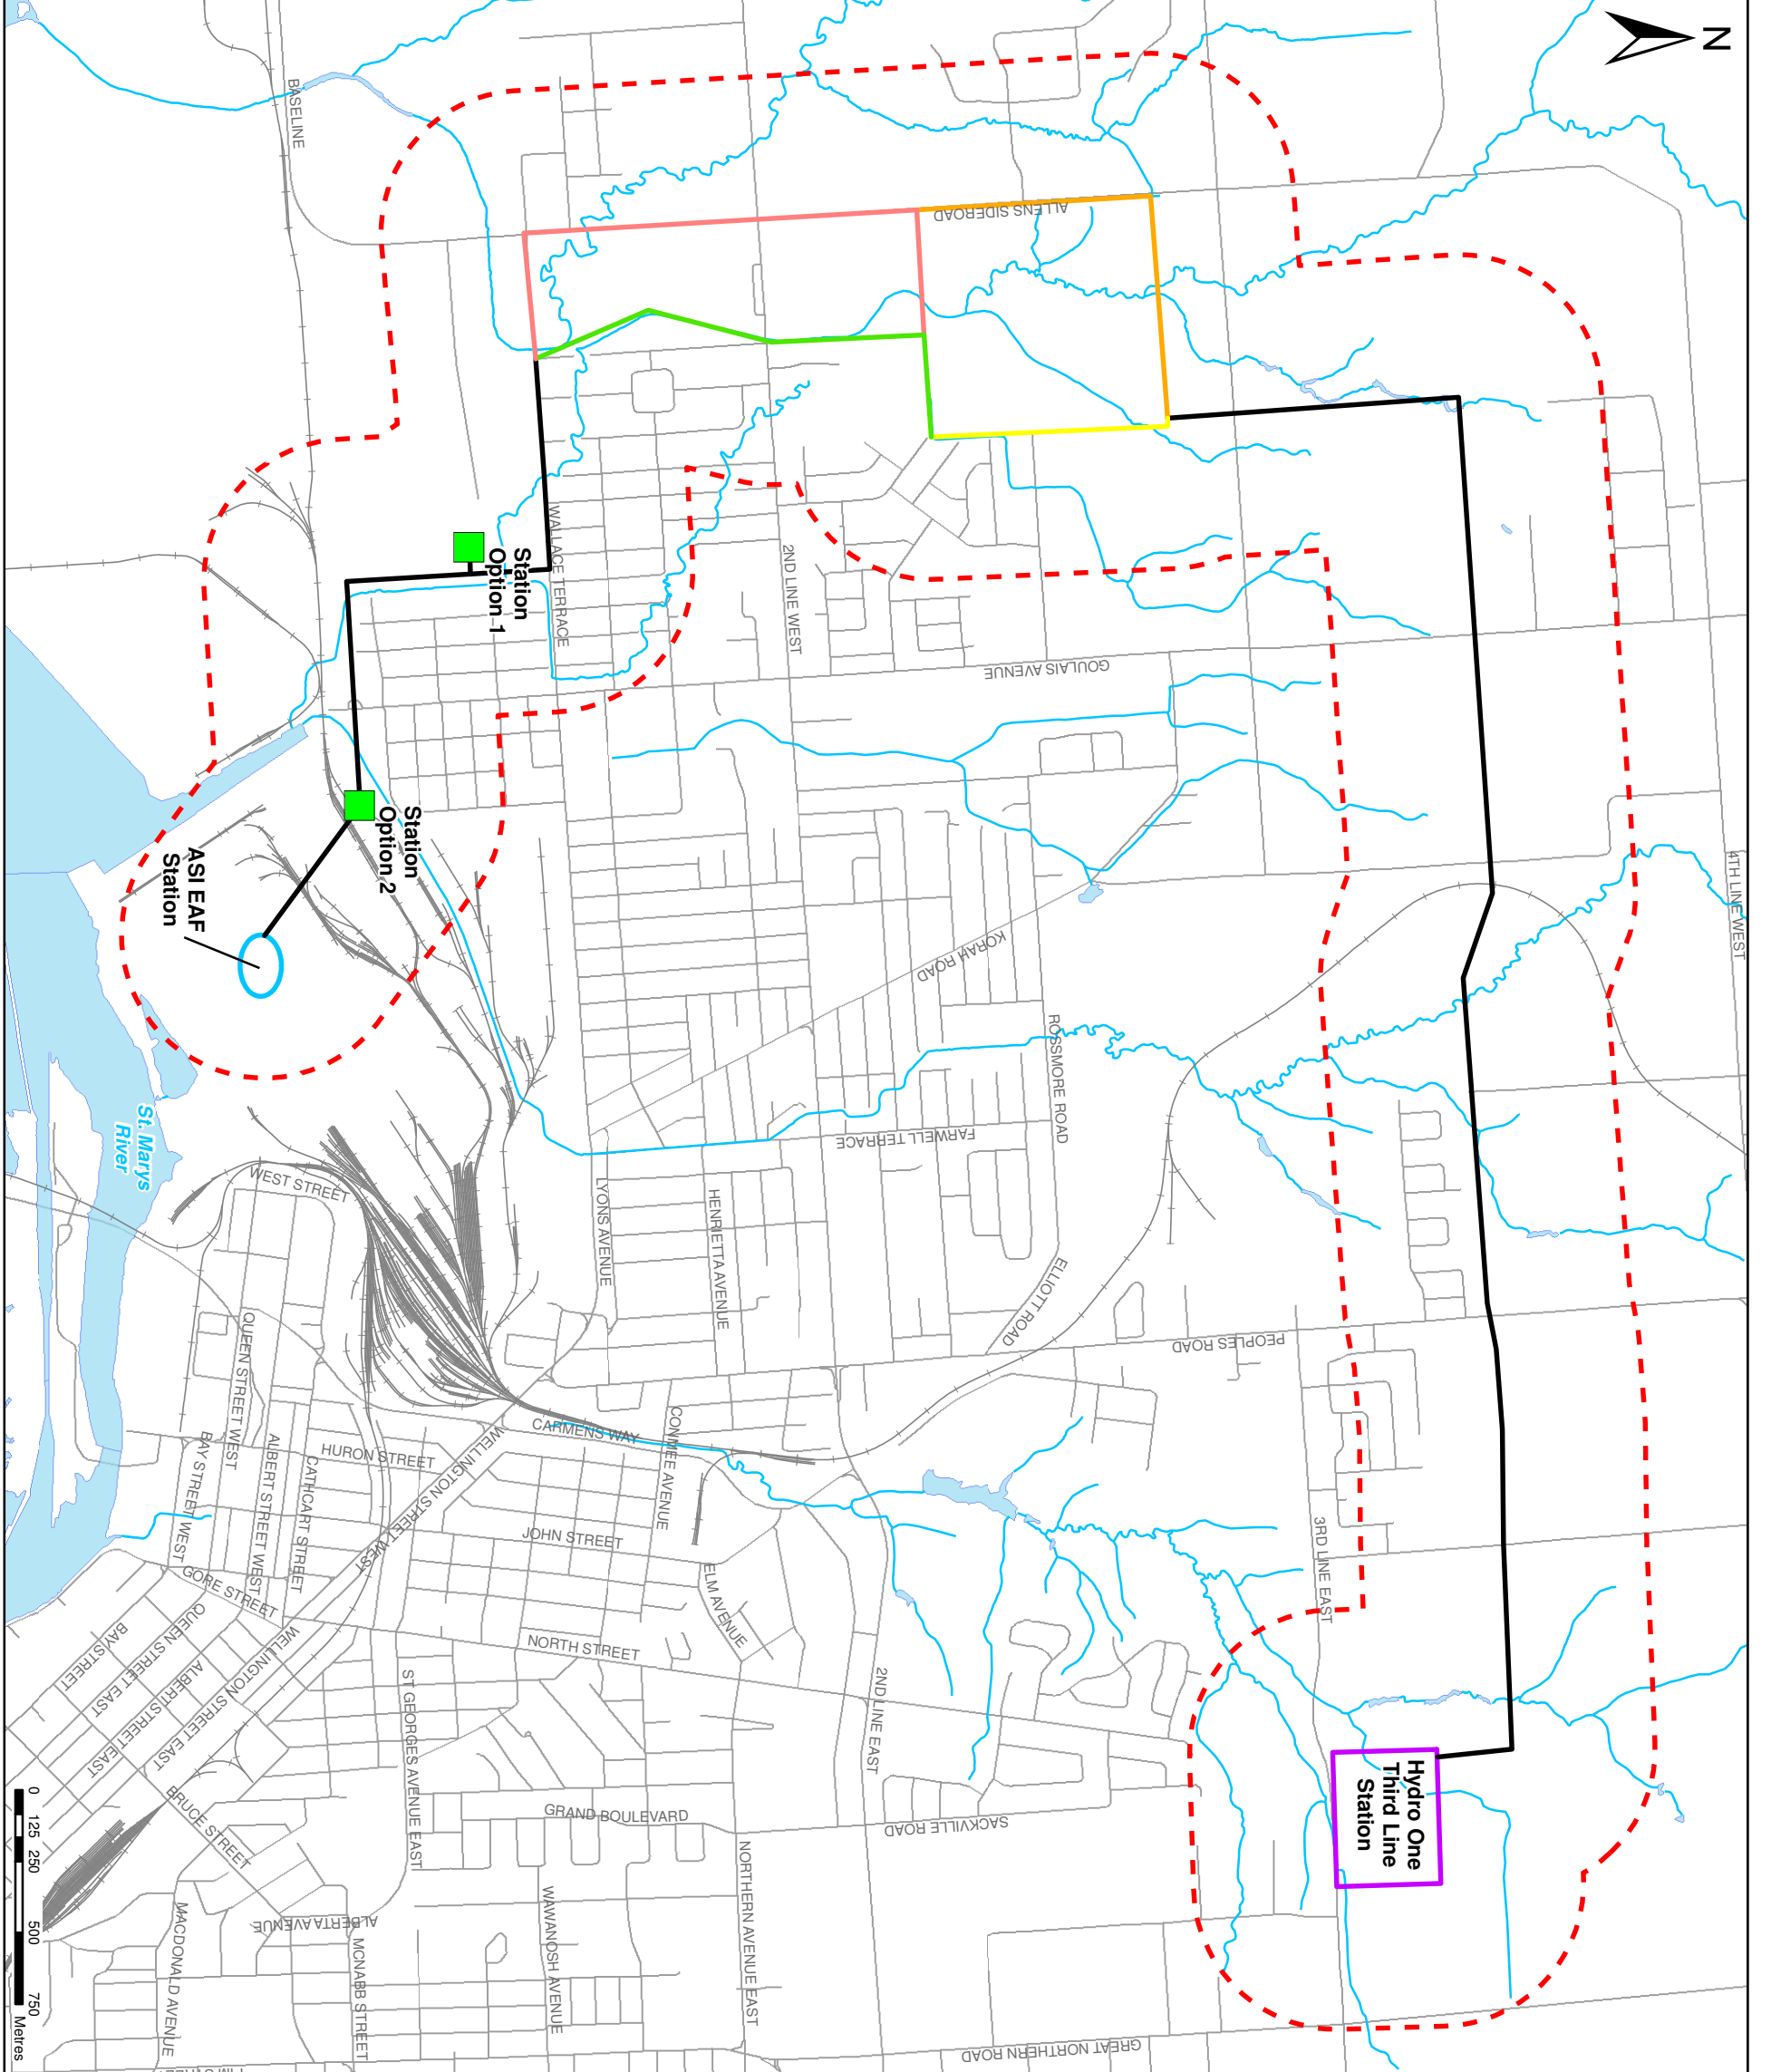 N
BASELINE
ALLENS SIDEROAD
WALLACE TERRACE
Station
Option 1
2ND LINE WEST
GOULAIS AVENUE
Station
Option 2
ASI EAF
Station
4TH LINE WEST
KORAH ROAD
ROSSMORE ROAD
FARWELL TERRACE
St. Marys
River
WEST STREET
LYONS AVENUE
HENRIETTA AVENUE
ELLIOTT ROAD
PEOPLES ROAD
QUEEN STREET WEST
BAY STREET WEST
ALBERT STREET WEST
CATHCART STREET
HURON STREET
WELLINGTON STREET WEST
CARMENS WAY
CONMEE AVENUE
JOHN STREET
ELM AVENUE
3RD LINE EAST
GORE STREET
NORTH STREET
2ND LINE EAST
BAY STREET
QUEEN STREET EAST
ALBERT STREET EAST
WELLINGTON STREET EAST
ST GEORGES AVENUE EAST
BRUCE STREET
GRAND BOULEVARD
SACKVILLE ROAD
NORTHERN AVENUE EAST
Hydro One
Third Line
Station
MACDONALD AVENUE
ALBERTA AVENUE
MCNABB STREET
WAWANOSH AVENUE
GREAT NORTHERN ROAD
0 125 250 500 750
Metres